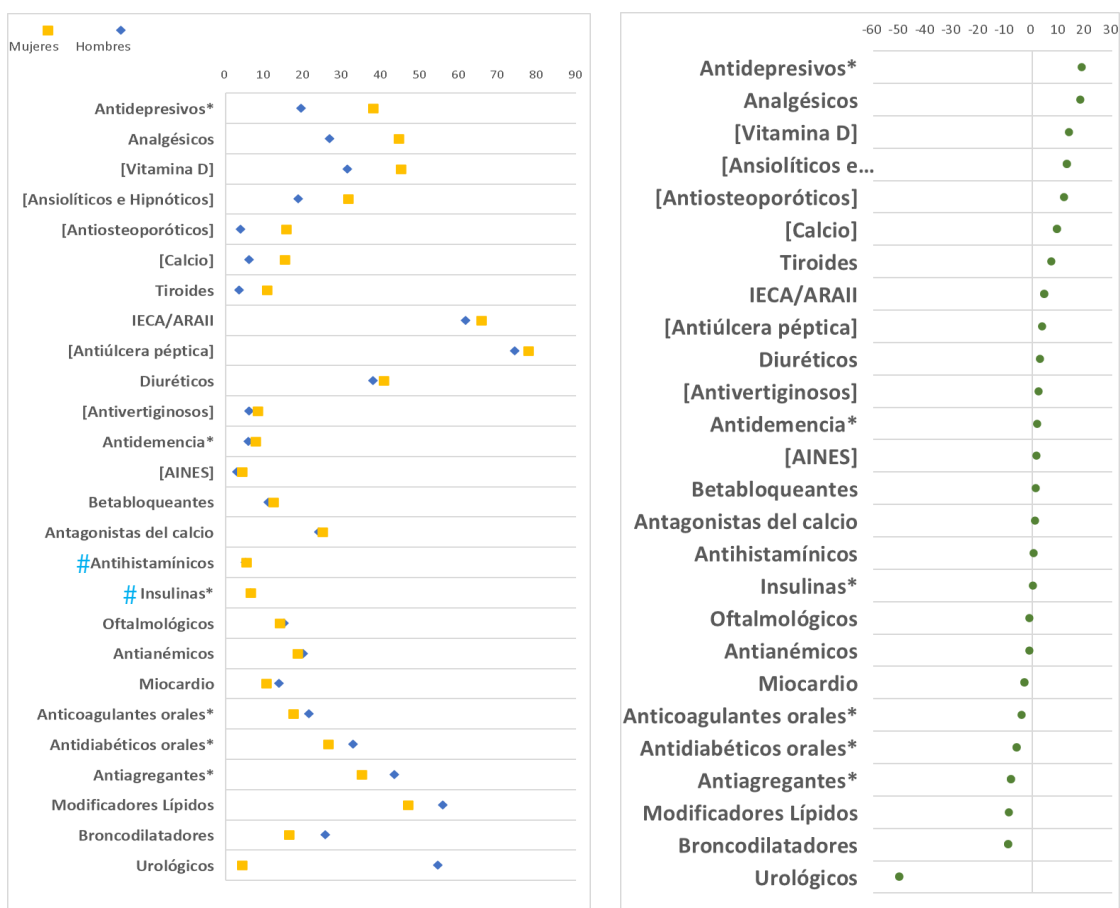 Mujeres Hombres
0 10 20 30 40 50 60 70 80 90
Antidepresivos*
Analgésicos
[Vitamina D]
[Ansiolíticos e Hipnóticos]
[Antiosteoporóticos]
[Calcio]
Tiroides
IECA/ARAII
[Antiúlcera péptica]
Diuréticos
[Antivertiginosos]
Antidemencia*
[AINES]
Betabloqueantes
Antagonistas del calcio
#Antihistamínicos
# Insulinas*
Oftalmológicos
Antianémicos
Miocardio
Anticoagulantes orales*
Antidiabéticos orales*
Antiagregantes*
Modificadores Lípidos
Broncodilatadores
Urológicos
-60 -50 -40 -30 -20 -10 0 10 20 30
Antidepresivos*
Analgésicos
[Vitamina D]
[Ansiolíticos e...
[Antiosteoporóticos]
[Calcio]
Tiroides
IECA/ARAII
[Antiúlcera péptica]
Diuréticos
[Antivertiginosos]
Antidemencia*
[AINES]
Betabloqueantes
Antagonistas del calcio
Antihistamínicos
Insulinas*
Oftalmológicos
Antianémicos
Miocardio
Anticoagulantes orales*
Antidiabéticos orales*
Antiagregantes*
Modificadores Lípidos
Broncodilatadores
Urológicos